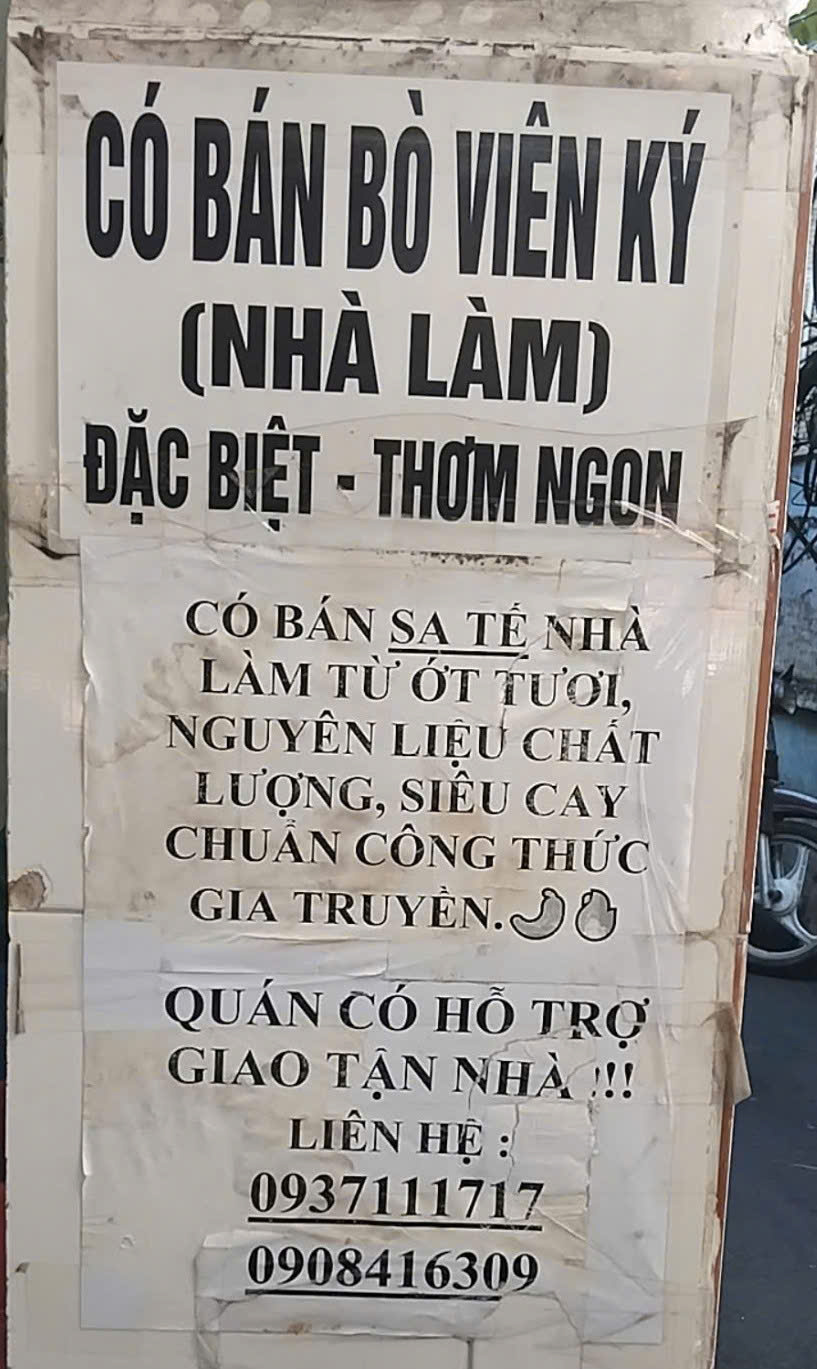 CÓ BÁN BÒ VIÊN KÝ
(NHÀ LÀM)
ĐẶC BIỆT - THƠM NGON
CÓ BÁN SA TẾ NHÀ
LÀM TỪ ỚT TƯƠI,
NGUYÊN LIỆU CHẤT
LƯỢNG, SIÊU CAY
CHUẨN CÔNG THỨC
GIA TRUYỀN.🌶🔥
QUÁN CÓ HỖ TRỢ
GIAO TẬN NHÀ !!!
LIÊN HỆ :
0937111717
0908416309